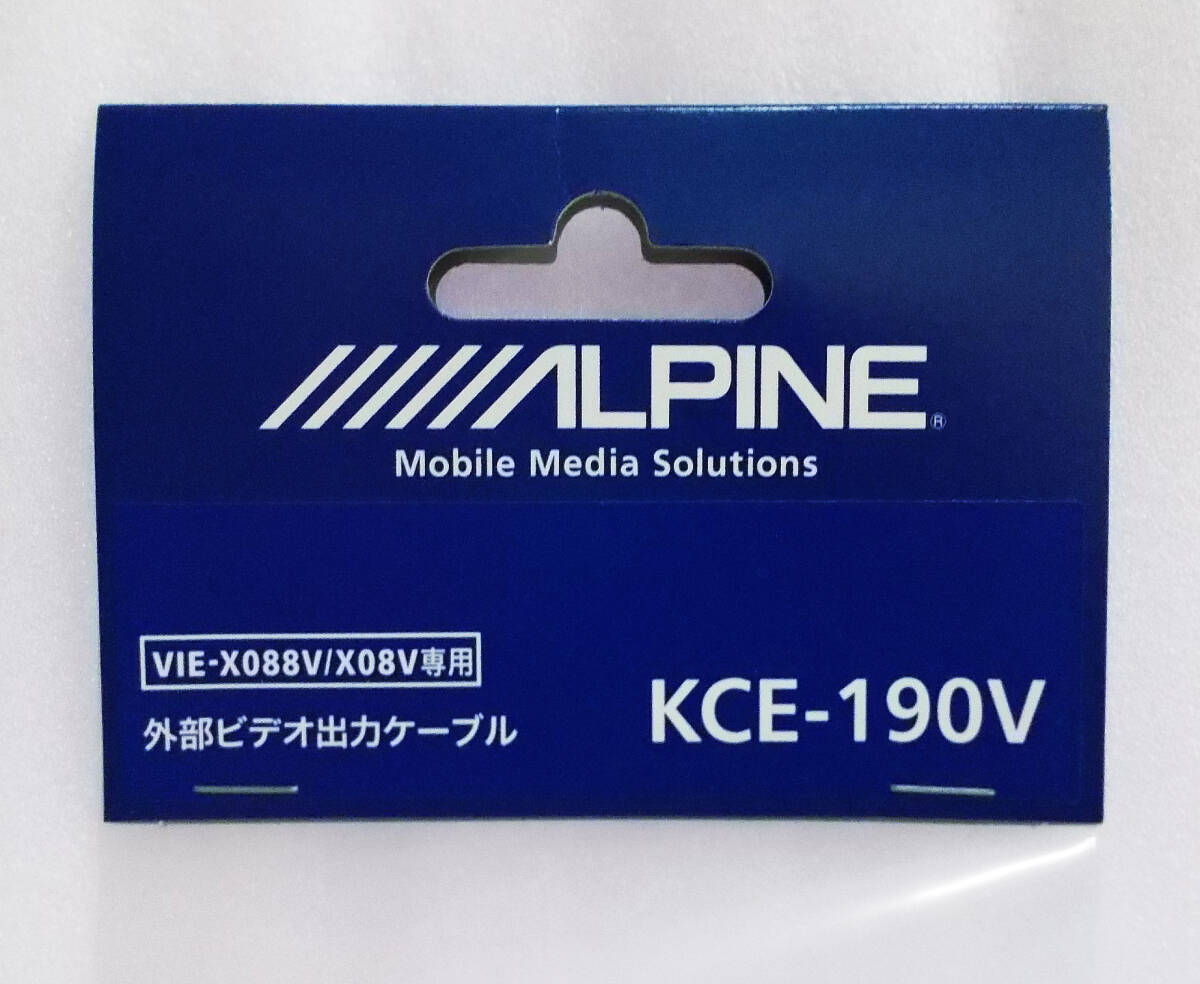 ALPINE®
Mobile Media Solutions
VIE-X088V/X08V専用
外部ビデオ出力ケーブル
KCE-190V